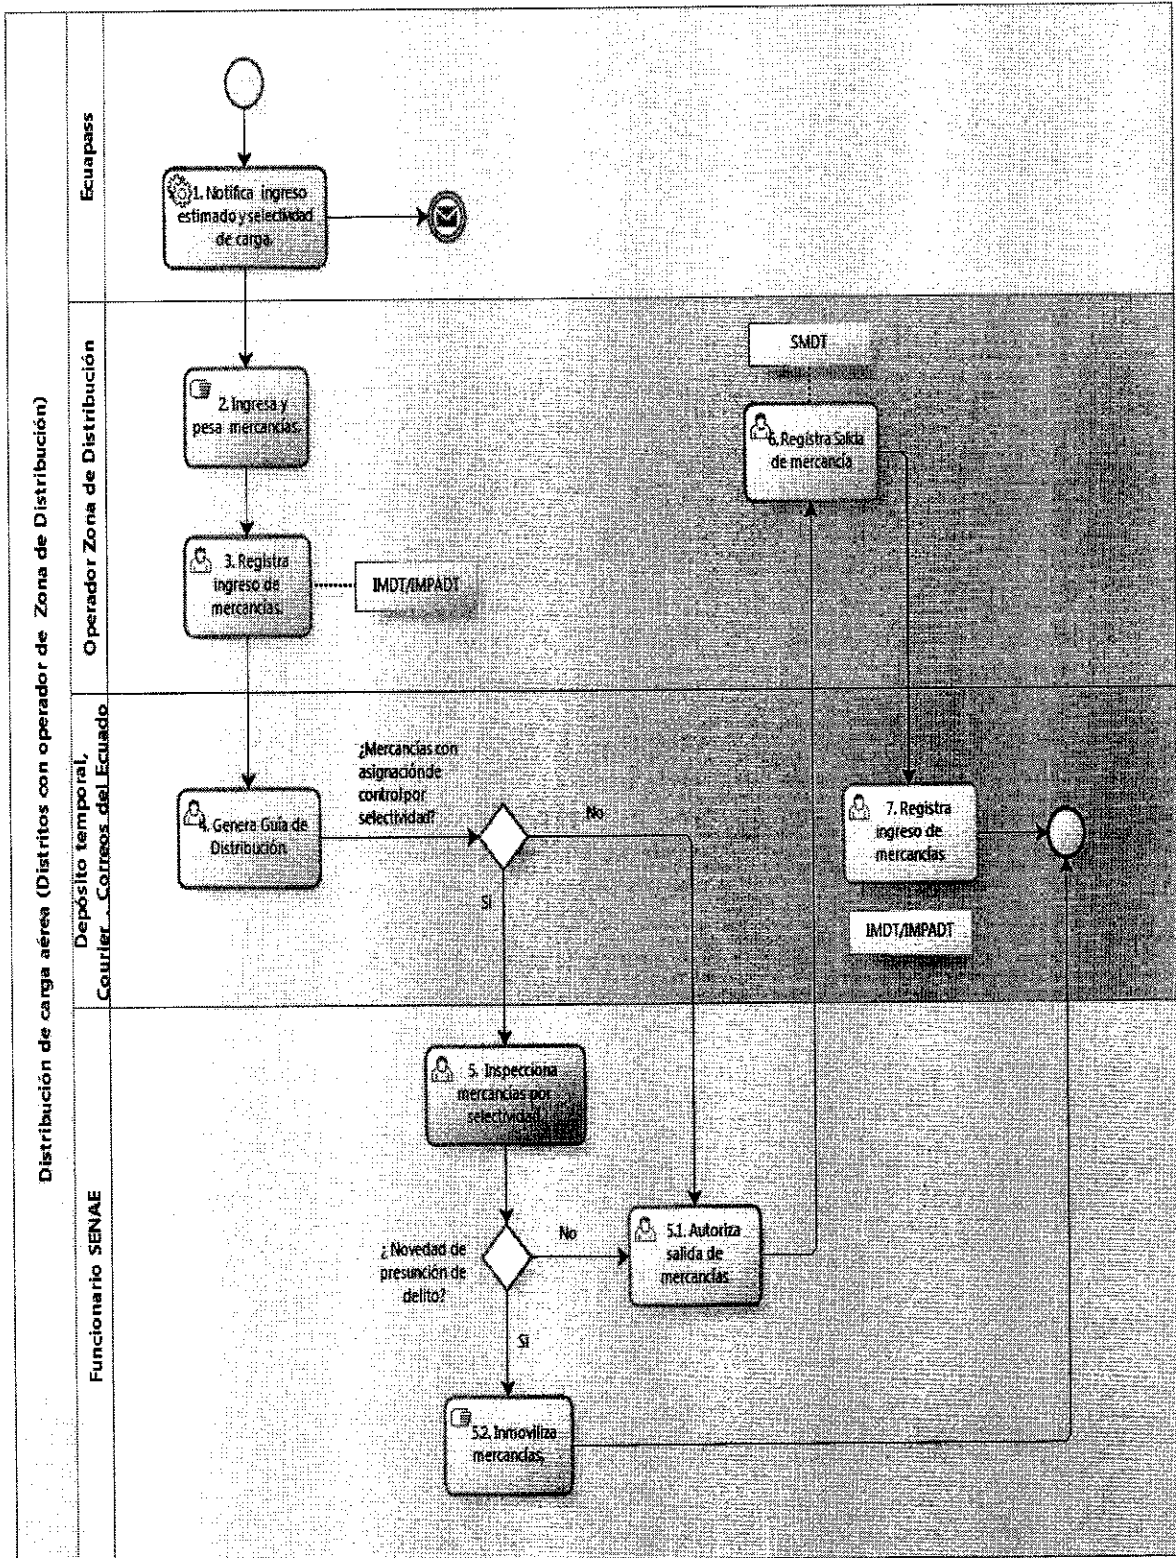 Distribución de carga aérea (Distritos con operador de Zona de Distribución)
Ecuapass
1. Notifica ingreso
estimado y selectividad
de carga.
Operador Zona de Distribución
2. Ingresa y
pesa mercancías.
3. Registra
ingreso de
mercancías.
IMDT/IMPADT
SMDT
6. Registra Salida
de mercancía
Depósito temporal,
Courier , Correos del Ecuado
4. Genera Guía de
Distribución
¿Mercancías con
asignación de
control por
selectividad?
No
Si
7. Registra
ingreso de
mercancías
IMDT/IMPADT
Funcionario SENAE
5. Inspecciona
mercancías por
selectividad
¿ Novedad de
presunción de
delito?
No
Si
5.1. Autoriza
salida de
mercancías
5.2. Inmoviliza
mercancías.